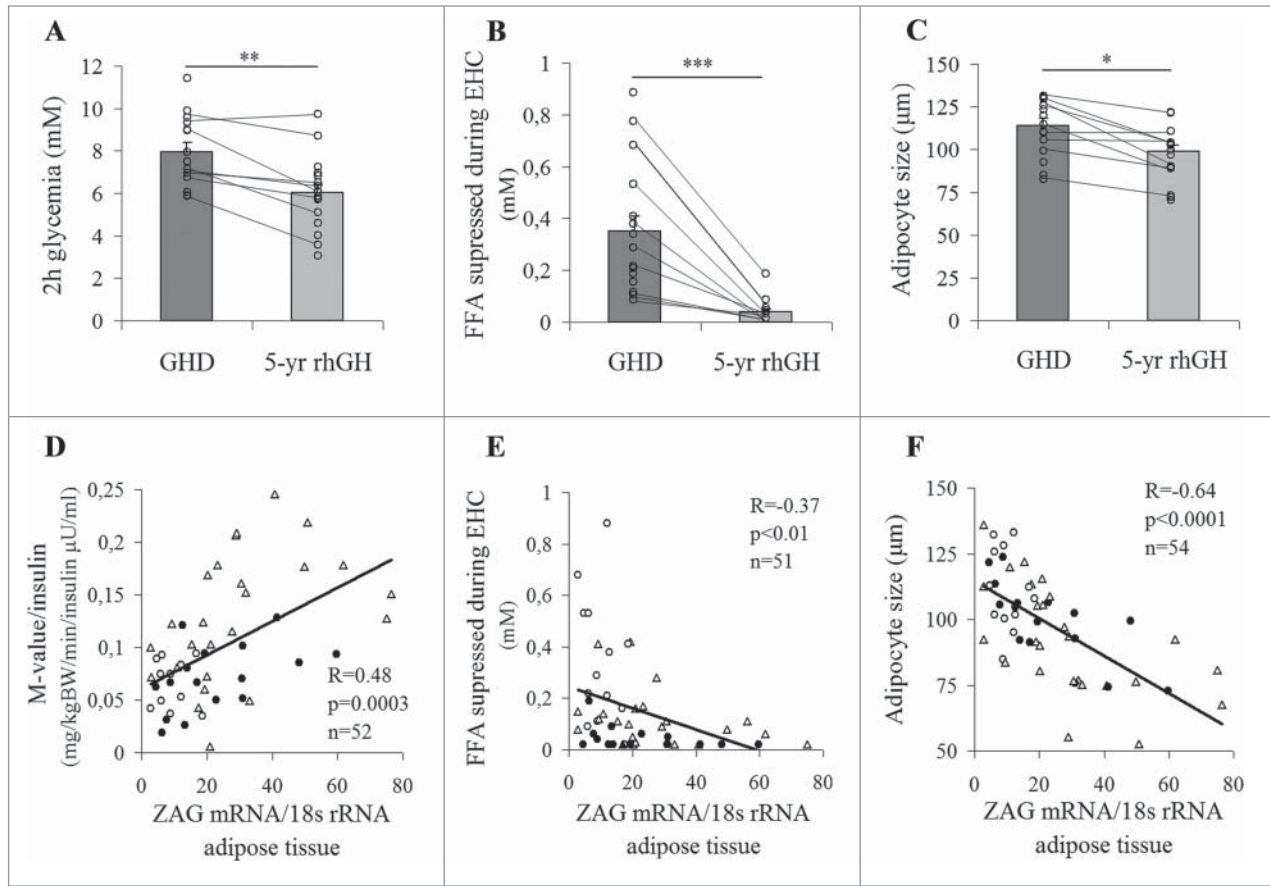 A
**
2h glycemia (mM)
12
10
8
6
4
2
0
GHD 5-yr rhGH
B
***
FFA supressed during EHC
(mM)
1
0,8
0,6
0,4
0,2
0
GHD 5-yr rhGH
C
*
Adipocyte size (µm)
150
125
100
75
50
25
0
GHD 5-yr rhGH
D
M-value/insulin
(mg/kgBW/min/insulin µU/ml)
0,25
0,2
0,15
0,1
0,05
0
R=0.48
p=0.0003
n=52
0 20 40 60 80
ZAG mRNA/18s rRNA
adipose tissue
E
FFA supressed during EHC
(mM)
1
0,8
0,6
0,4
0,2
0
R=-0.37
p<0.01
n=51
0 20 40 60 80
ZAG mRNA/18s rRNA
adipose tissue
F
Adipocyte size (µm)
150
125
100
75
50
R=-0.64
p<0.0001
n=54
0 20 40 60 80
ZAG mRNA/18s rRNA
adipose tissue